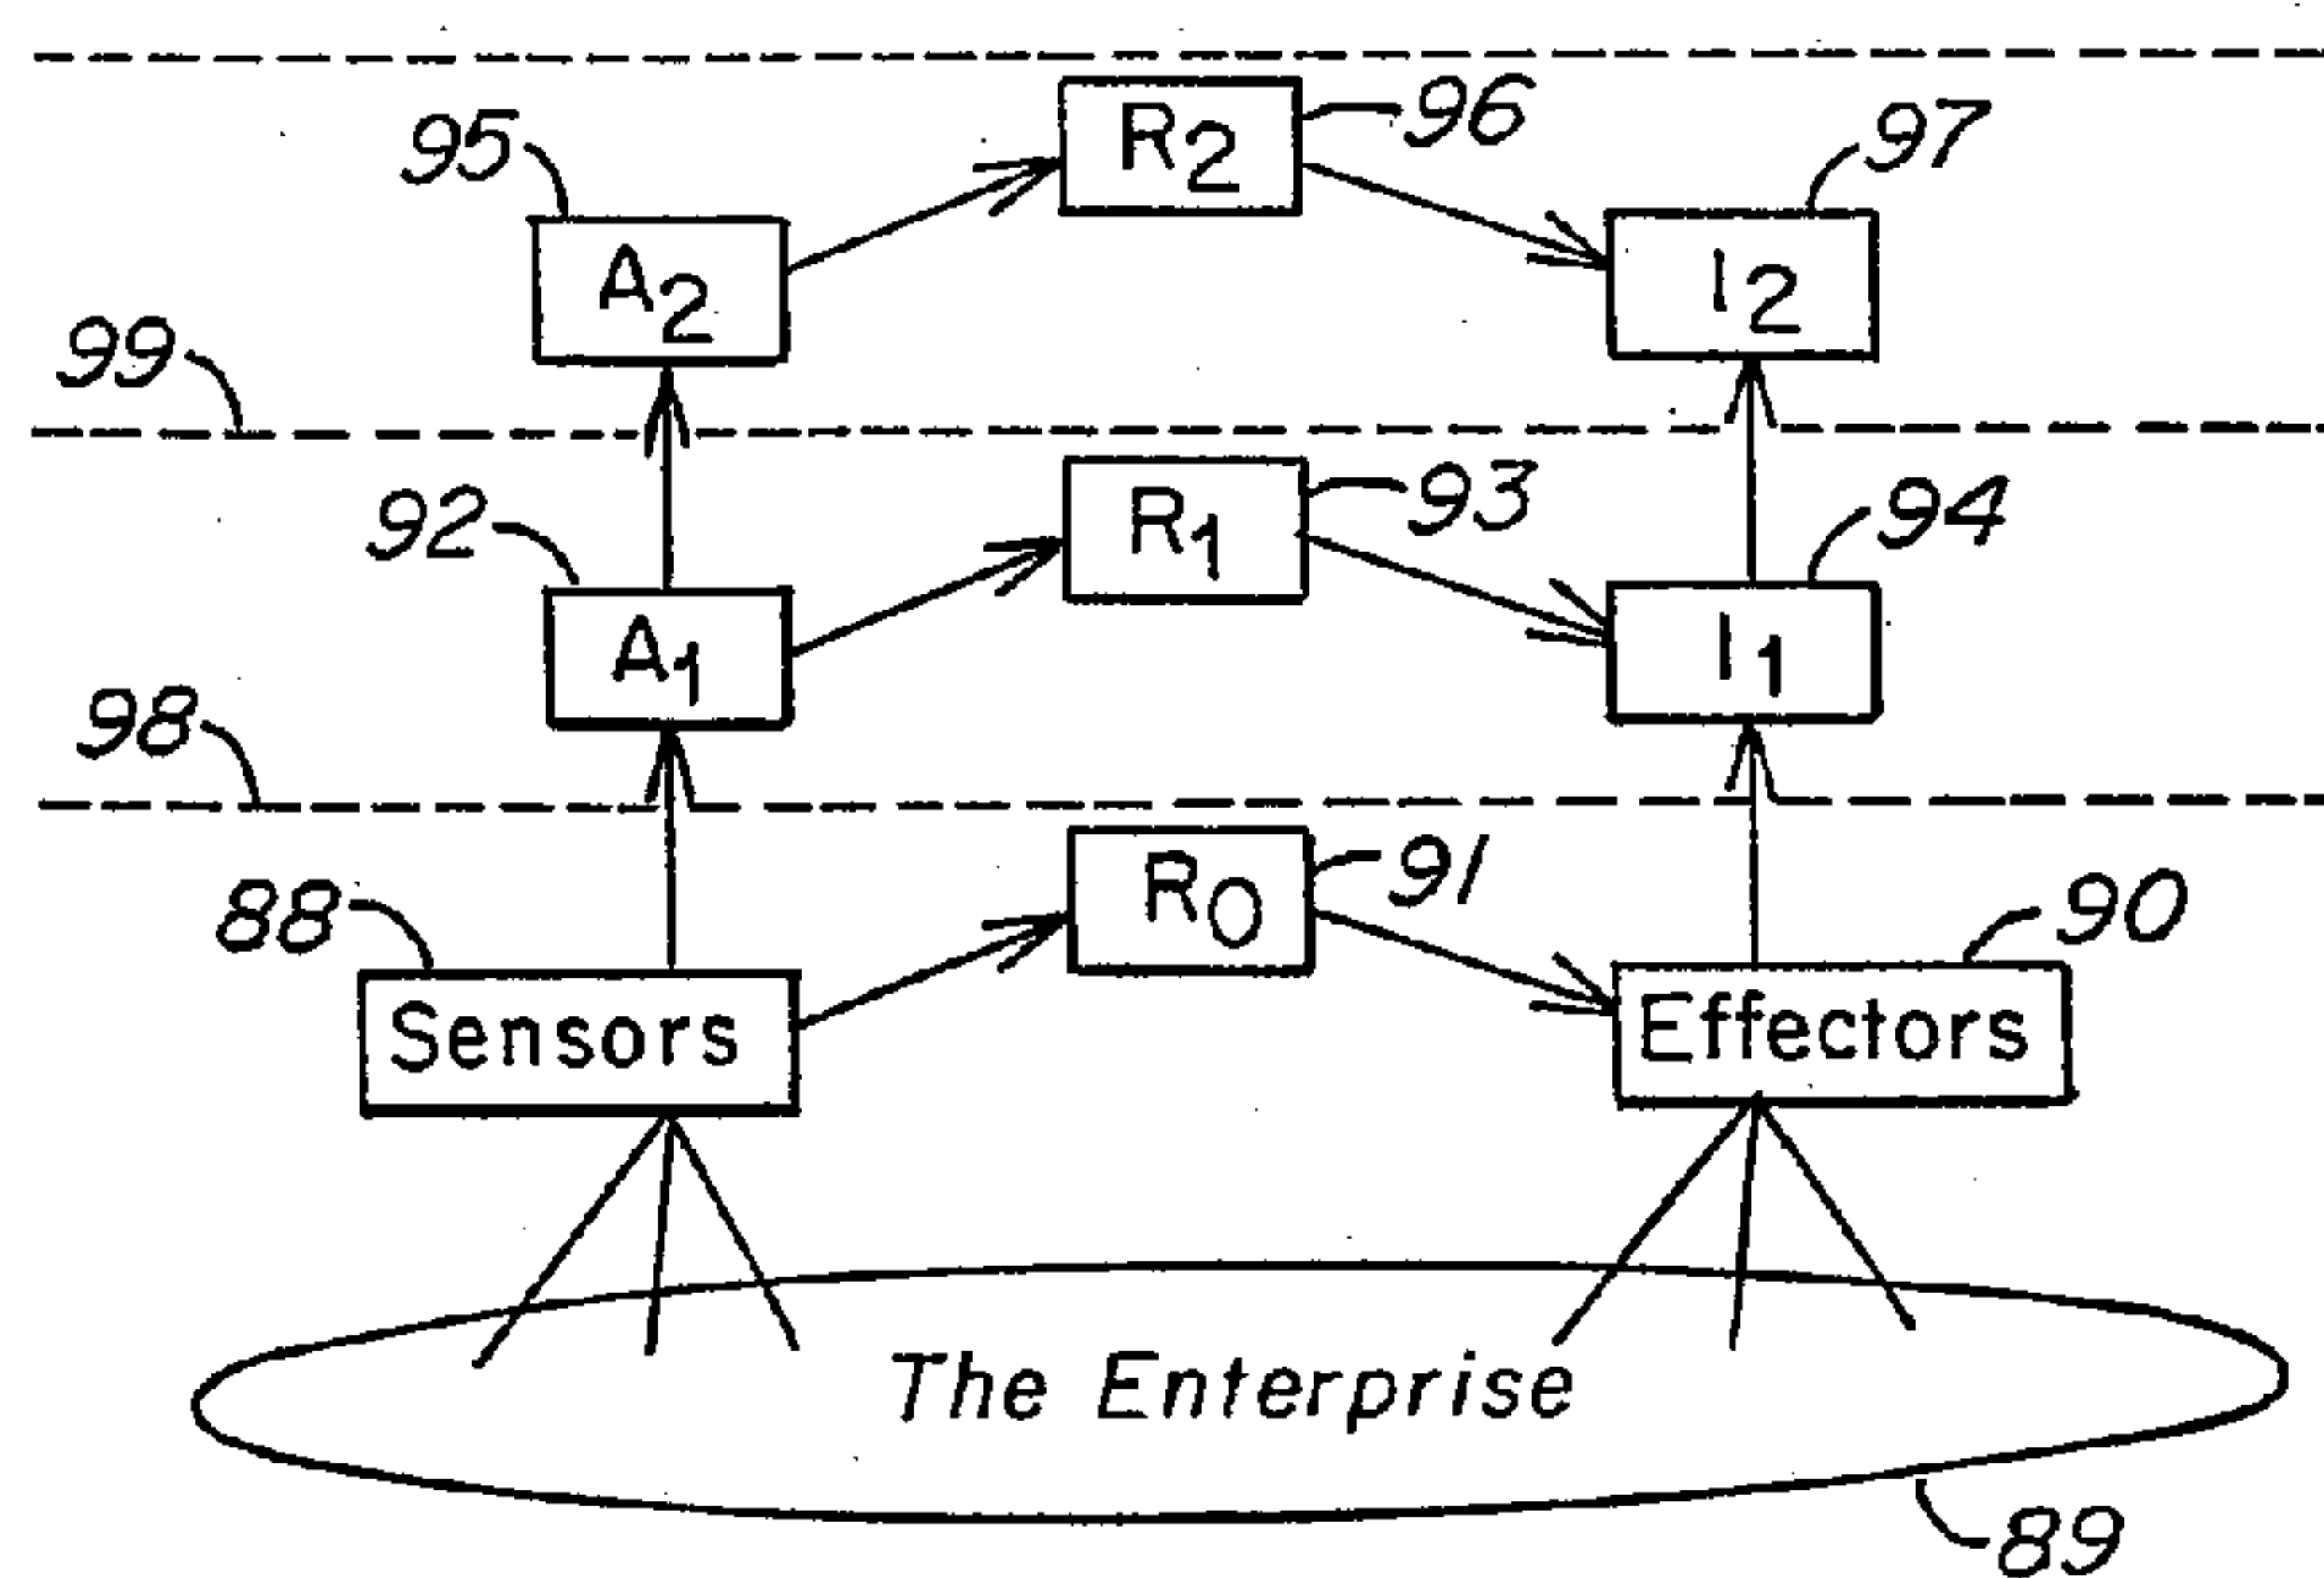 96
95
R2
97
A2
I2
99
93
92
R1
94
A1
I1
98
91
88
R0
90
Sensors
Effectors
The Enterprise
89